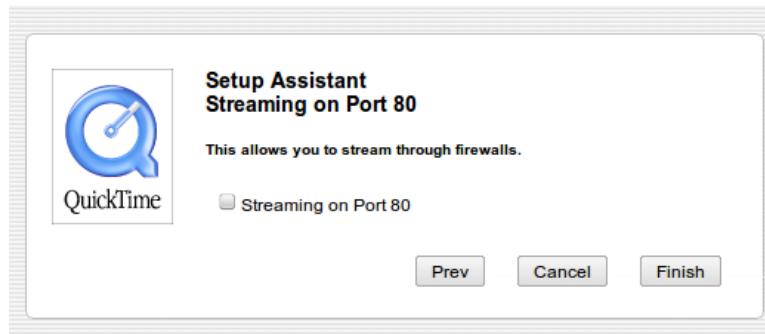 Setup Assistant
Streaming on Port 80
This allows you to stream through firewalls.
QuickTime
Streaming on Port 80
Prev Cancel Finish